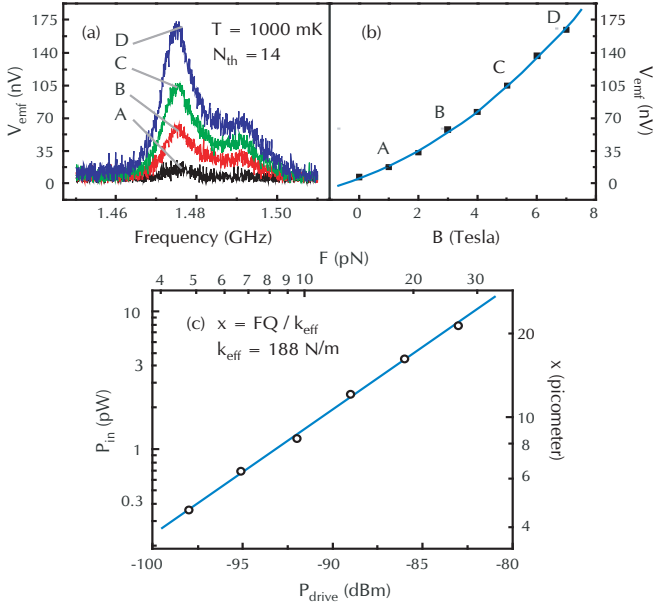 (a)
D
C
B
A
T = 1000 mK
N_th = 14
V_emf (nV)
175
140
105
70
35
0
1.46
1.48
1.50
Frequency (GHz)
(b)
A
B
C
D
0
2
4
6
8
B (Tesla)
175
140
105
70
35
0
V_emf (nV)
F (pN)
4
5
6
7
8
9
10
20
30
(c) x = FQ / k_eff
k_eff = 188 N/m
P_in (pW)
10
3
1
0.3
x (picometer)
20
10
8
6
4
-100
-95
-90
-85
-80
P_drive (dBm)